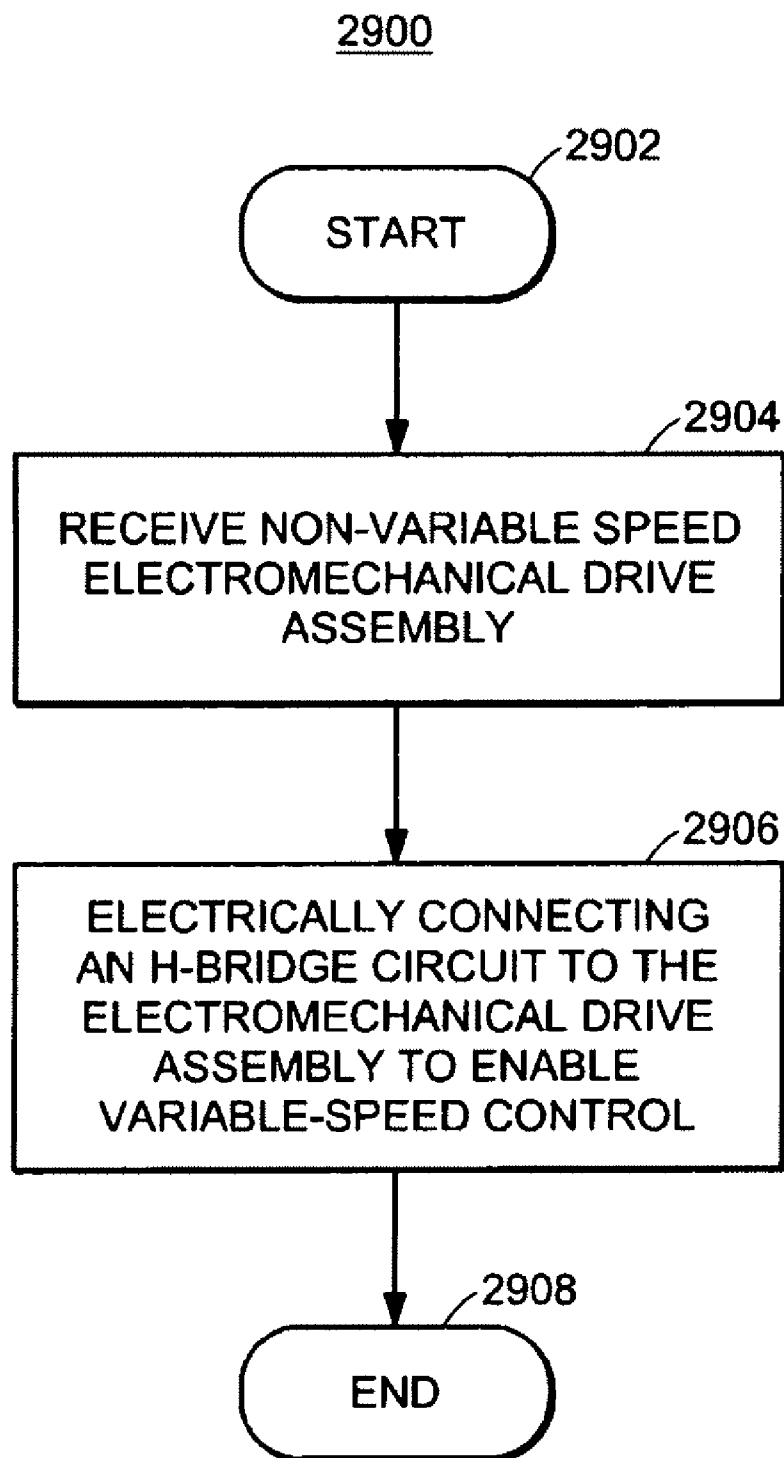 2900
2902
START
2904
RECEIVE NON-VARIABLE SPEED
ELECTROMECHANICAL DRIVE
ASSEMBLY
2906
ELECTRICALLY CONNECTING
AN H-BRIDGE CIRCUIT TO THE
ELECTROMECHANICAL DRIVE
ASSEMBLY TO ENABLE
VARIABLE-SPEED CONTROL
2908
END